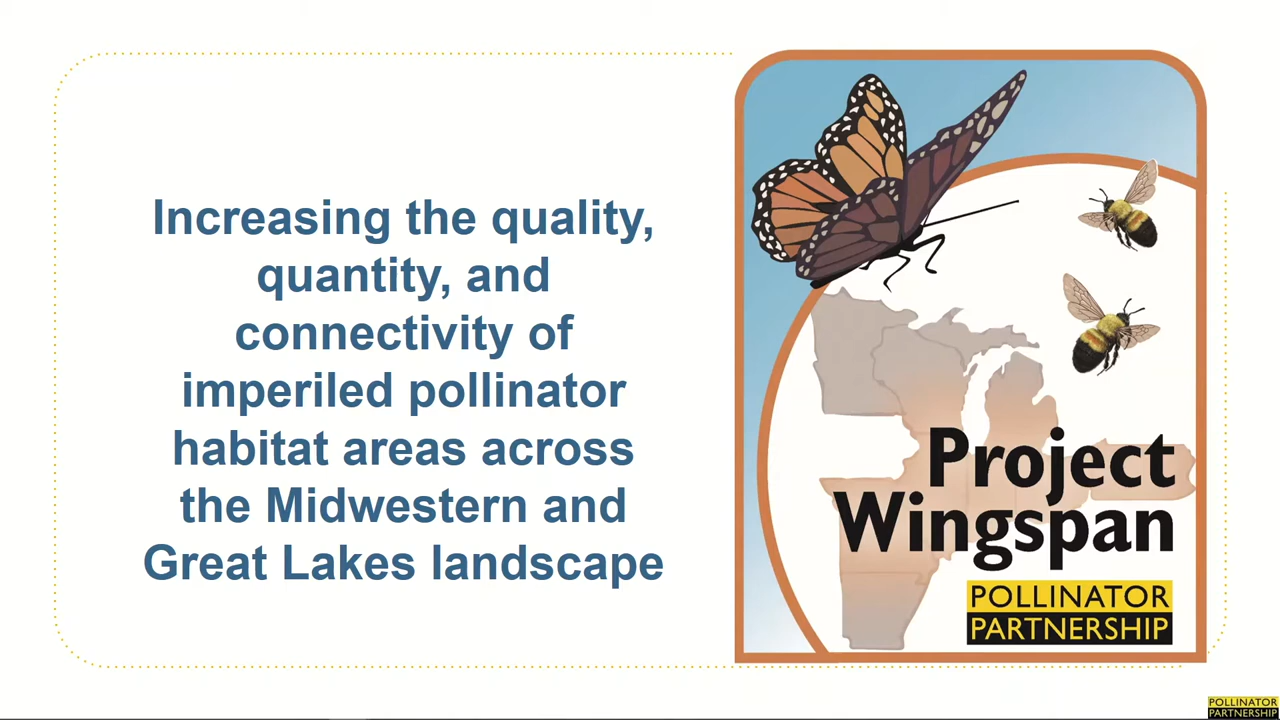 Increasing the quality,
quantity, and
connectivity of
imperiled pollinator
habitat areas across
the Midwestern and
Great Lakes landscape
Project
Wingspan
POLLINATOR
PARTNERSHIP
POLLINATOR
PARTNERSHIP